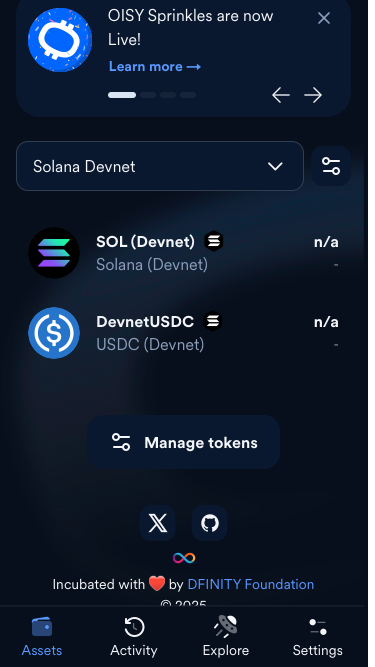 OISY Sprinkles are now
Live!
Learn more →
Solana Devnet
SOL (Devnet)
n/a
Solana (Devnet)
-
DevnetUSDC
n/a
USDC (Devnet)
-
Manage tokens
Incubated with ❤️ by DFINITY Foundation
© 2025
Assets
Activity
Explore
Settings